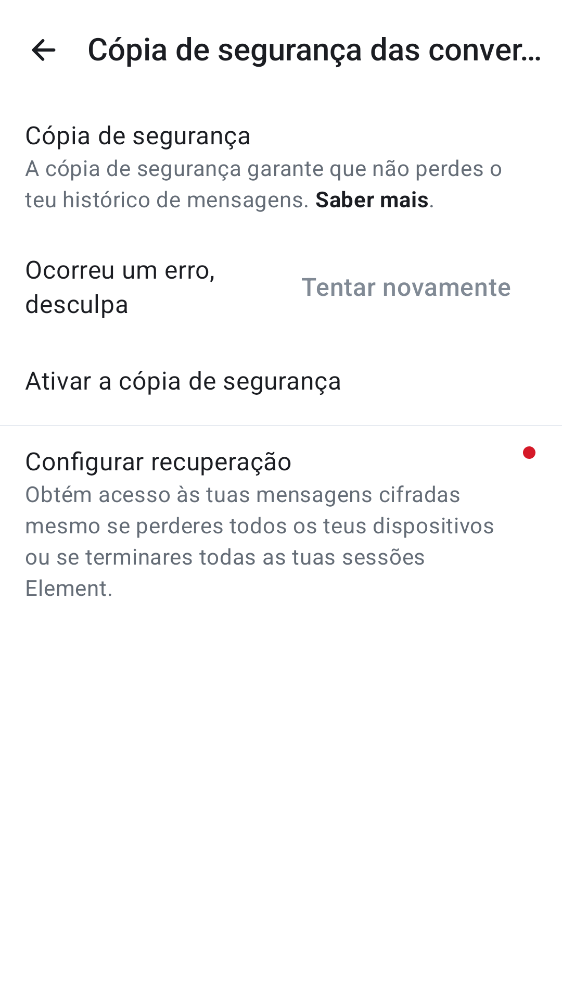 Cópia de segurança das conver...
Cópia de segurança
A cópia de segurança garante que não perdes o
teu histórico de mensagens. Saber mais.
Ocorreu um erro,
desculpa
Tentar novamente
Ativar a cópia de segurança
Configurar recuperação
Obtém acesso às tuas mensagens cifradas
mesmo se perderes todos os teus dispositivos
ou se terminares todas as tuas sessões
Element.